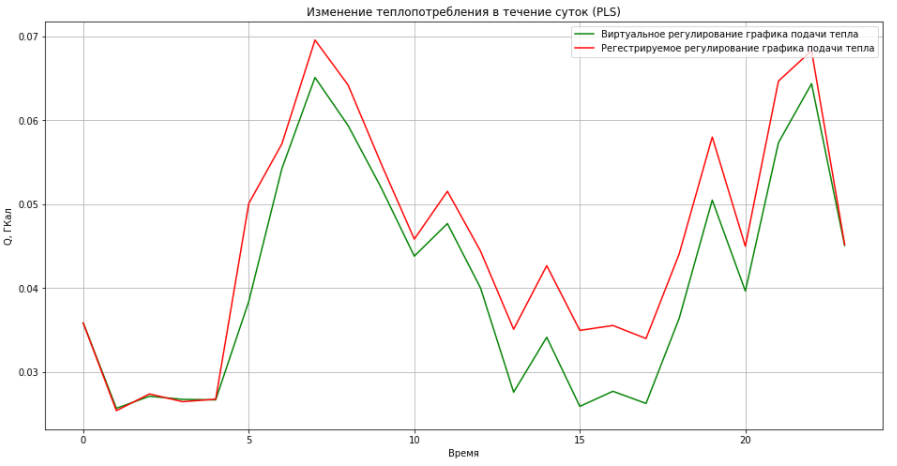 Изменение теплопотребления в течение суток (PLS)
Виртуальное регулирование графика подачи тепла
Регестрируемое регулирование графика подачи тепла
0.07
0.06
0.05
0.04
0.03
Q, ГКал
0 5 10 15 20
Время